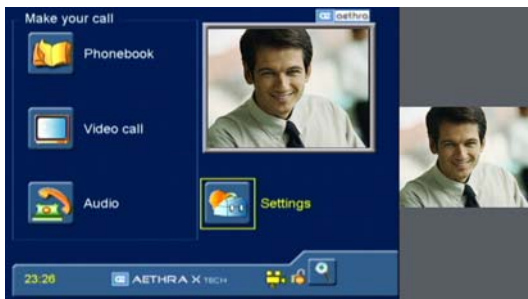 Make your call
aethra
Phonebook
Video call
Audio
Settings
23:26
AETHRA X TECH